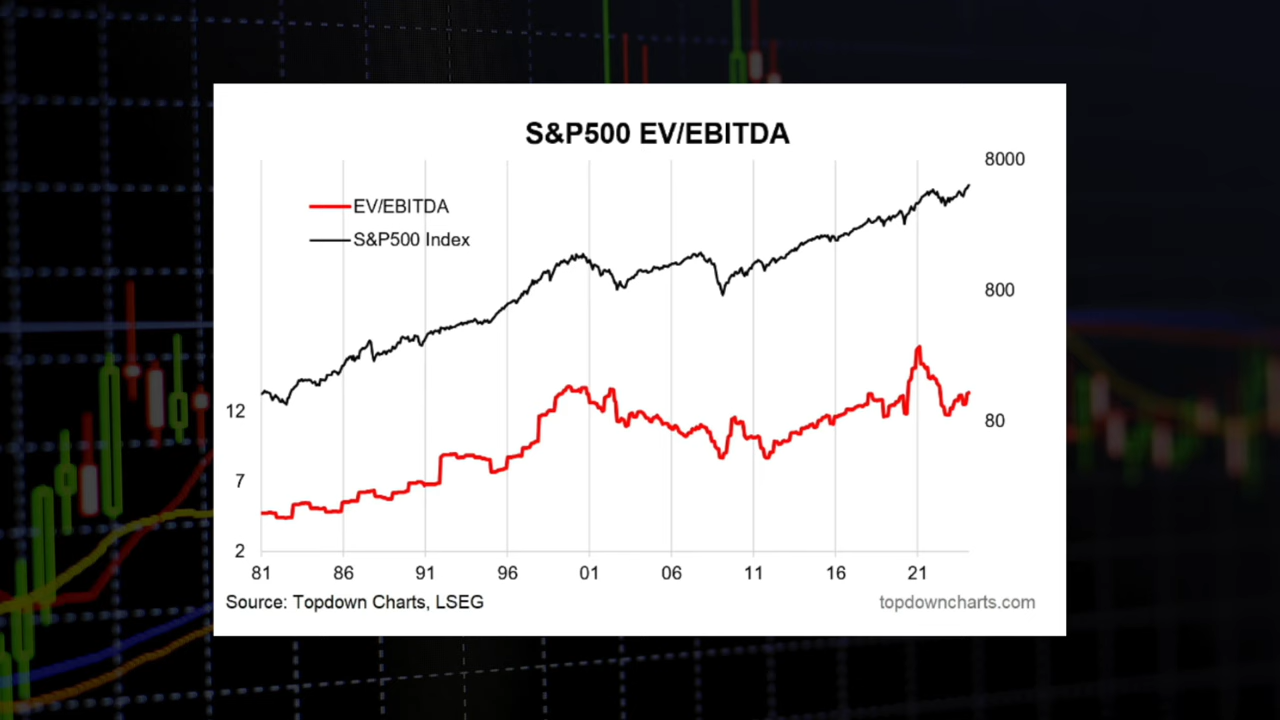 S&P500 EV/EBITDA
8000
EV/EBITDA
S&P500 Index
800
12
80
7
2
81 86 91 96 01 06 11 16 21
Source: Topdown Charts, LSEG topdowncharts.com